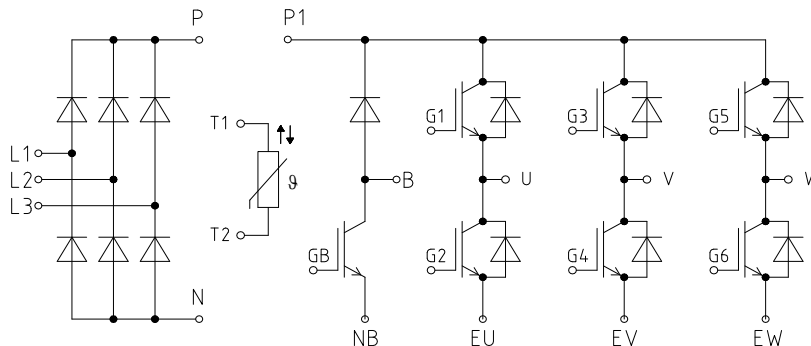 P P1
T1 G1 G3 G5
L1
L2 B U V
L3 ϑ
T2 GB G2 G4 G6
N
NB EU EV EW